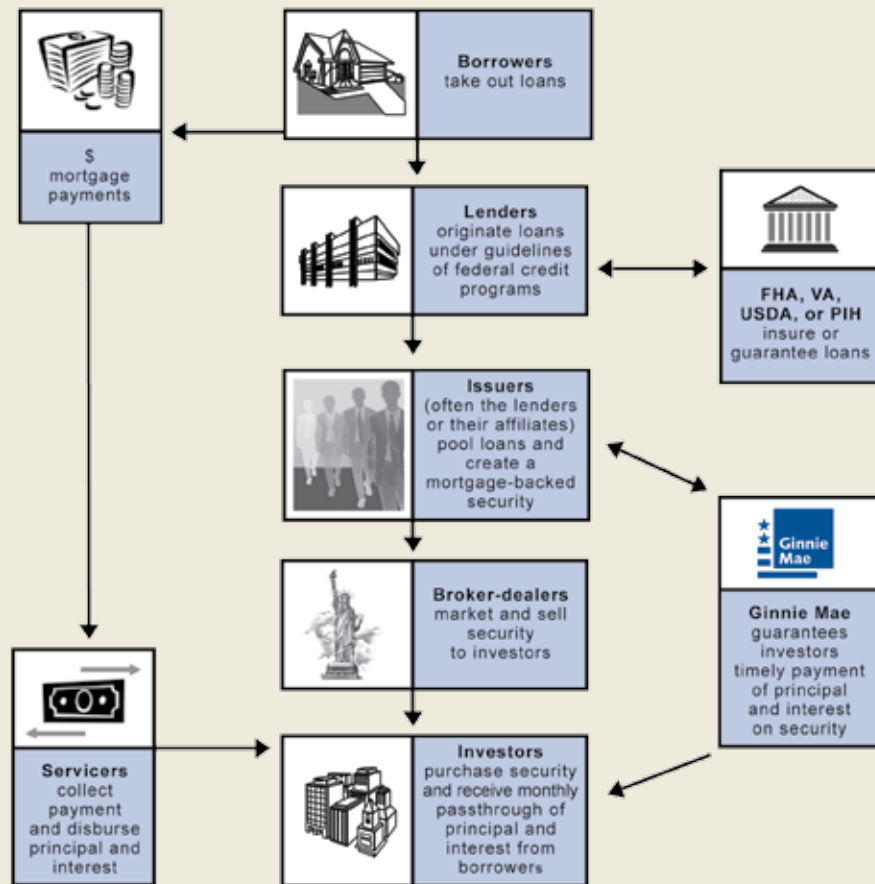 $
mortgage
payments
Borrowers
take out loans
Lenders
originate loans
under guidelines
of federal credit
programs
FHA, VA,
USDA, or PIH
insure or
guarantee loans
Issuers
(often the lenders
or their affiliates)
pool loans and
create a
mortgage-backed
security
Ginnie
Mae
Ginnie Mae
guarantees
investors
timely payment
of principal
and interest
on security
Broker-dealers
market and sell
security
to investors
Servicers
collect
payment
and disburse
principal and
interest
Investors
purchase security
and receive monthly
passthrough of
principal and
interest from
borrowers